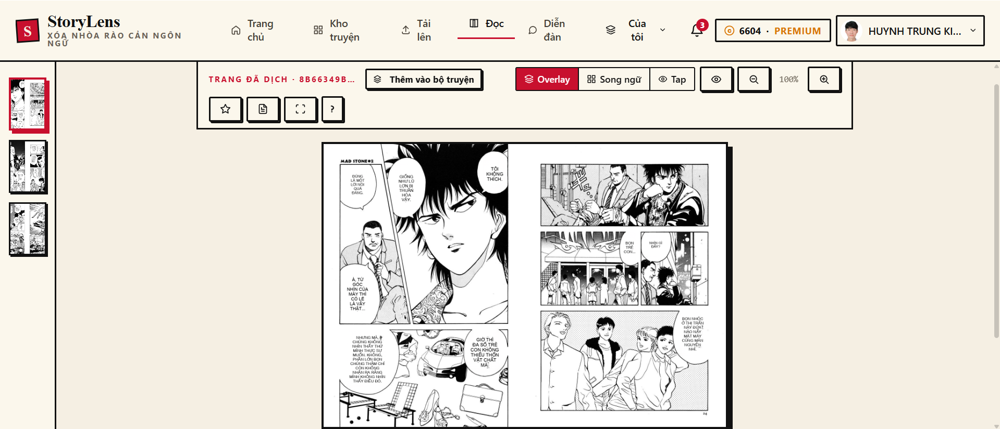 S
StoryLens
XÓA NHÒA RÀO CẢN NGÔN
NGỮ
Trang
chủ
Kho
truyện
Tải
lên
Đọc
Diễn
đàn
Của
tôi
3
6604 · PREMIUM
HUYNH TRUNG KI...
TRANG ĐÃ DỊCH · 8B66349B...
Thêm vào bộ truyện
Overlay
Song ngữ
Tap
100%
?
MAD STONE#2
ĐÚNG
LÀ MỘT
LỜI NÓI
QUÁ
ĐÁNG.
GIỐNG
NHƯ LŨ
LỢN BỊ
THUẦN
HÓA
VẬY.
TÔI
KHÔNG
THÍCH.
À, TỪ
GÓC
NHÌN CỦA
MÀY THÌ
CÓ LẼ
LÀ VẬY
THẬT...
NHƯNG MÀ,
CHÚNG KHÔNG
NHÌN THẤY THỨ
MÌNH THỰC SỰ
MUỐN. KHÔNG,
PHẦN LỚN BỌN
CHÚNG THẬM CHÍ
CÒN KHÔNG
NHẬN RA RẰNG
MÌNH KHÔNG NHÌN
THẤY ĐIỀU ĐÓ.
GIỜ THÌ
ĐA SỐ TRẺ
CON KHÔNG
THIẾU THỐN
VẬT CHẤT
MÀ
BỌN
TRẺ
CON...
NHÌN GÌ
ĐẤY?
BỌN NHÓC
Ở THỊ TRẤN
NÀY ĐỨA
NÀO NẤY
MẶT MÀY
CŨNG MÃN
NGUYỆN
NHỈ.
24